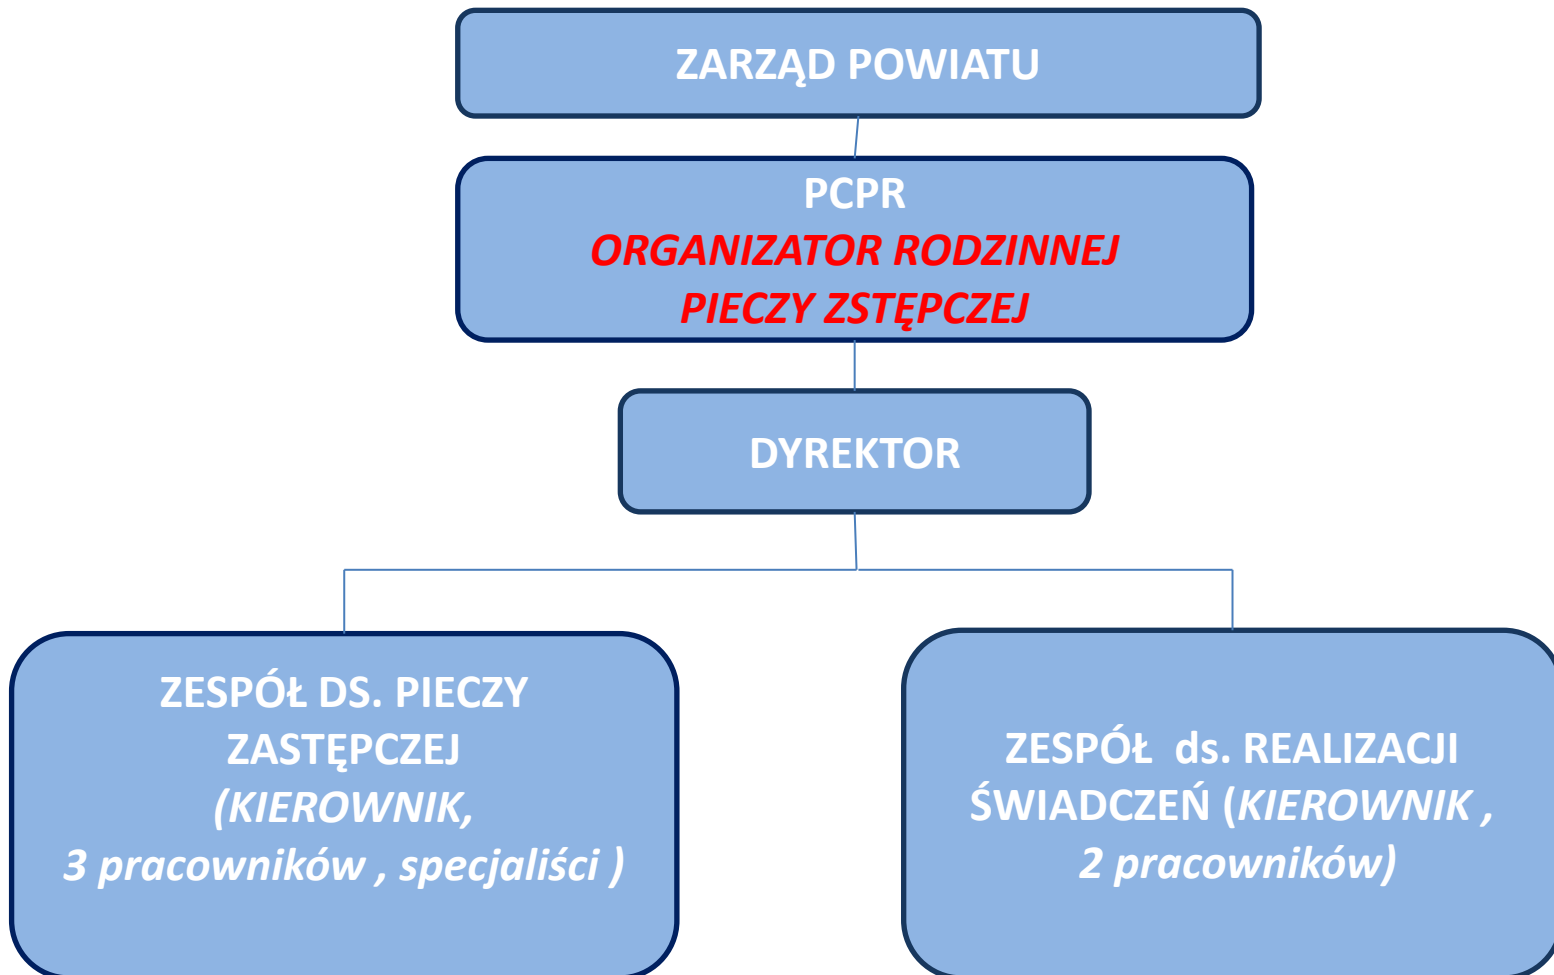 ZARZĄD POWIATU
PCPR
ORGANIZATOR RODZINNEJ
PIECZY ZSTĘPCZEJ
DYREKTOR
ZESPÓŁ DS. PIECZY
ZASTĘPCZEJ
(KIEROWNIK,
3 pracowników , specjaliści )
ZESPÓŁ  ds. REALIZACJI
ŚWIADCZEŃ (KIEROWNIK ,
2 pracowników)